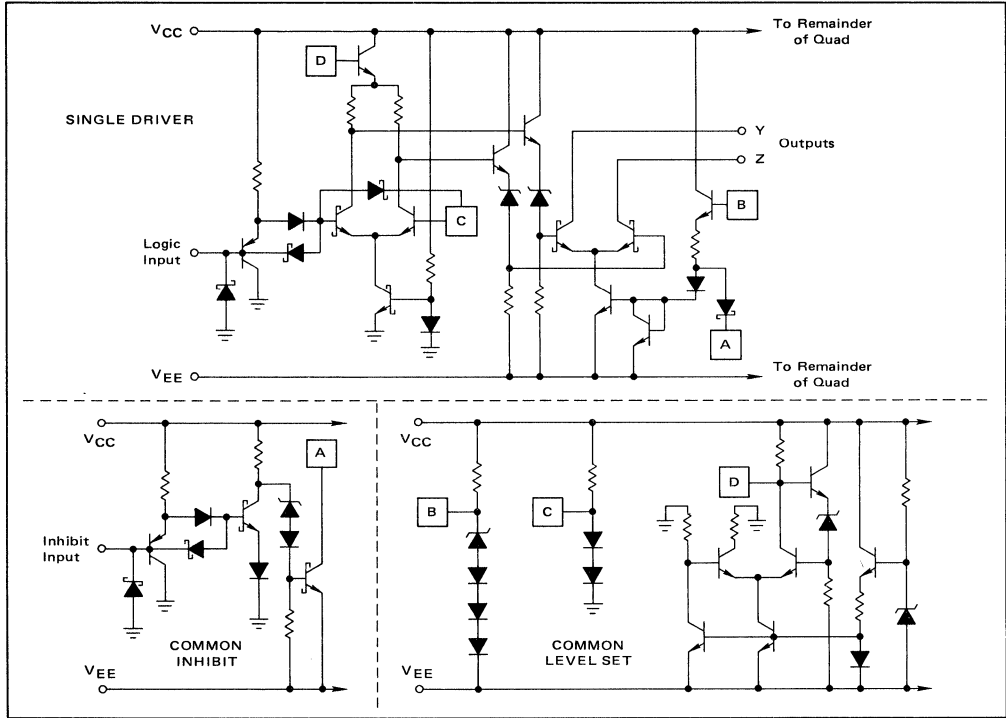 VCC
To Remainder
of Quad
D
SINGLE DRIVER
Y
Outputs
Z
B
C
Logic
Input
A
VEE
To Remainder
of Quad
VCC
A
Inhibit
Input
COMMON
INHIBIT
VEE
VCC
D
B
C
COMMON
LEVEL SET
VEE